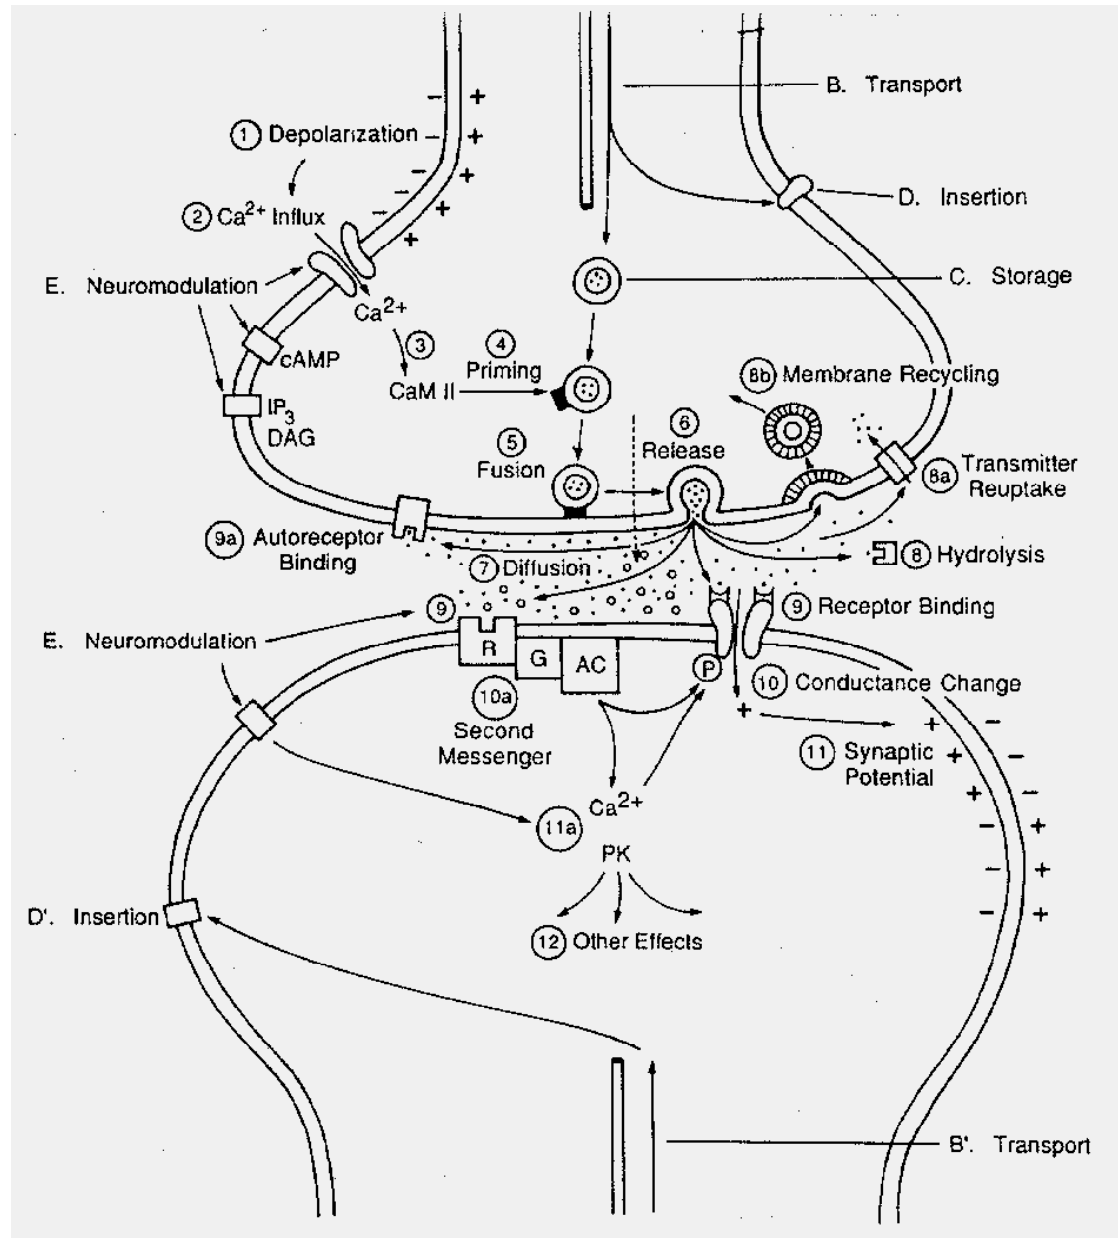 B. Transport
① Depolarization
D. Insertion
② Ca²⁺ Influx
E. Neuromodulation
C. Storage
Ca²⁺
③
④
Priming
cAMP
CaM II
8b Membrane Recycling
IP₃
DAG
⑤
Fusion
⑥
Release
8a Transmitter
Reuptake
9a Autoreceptor
Binding
⑦ Diffusion
⑧ Hydrolysis
⑨
⑨ Receptor Binding
E. Neuromodulation
R
G
AC
P
10a
Second
Messenger
⑩ Conductance Change
⑪ Synaptic
Potential
Ca²⁺
11a
PK
D'. Insertion
⑫ Other Effects
B'. Transport